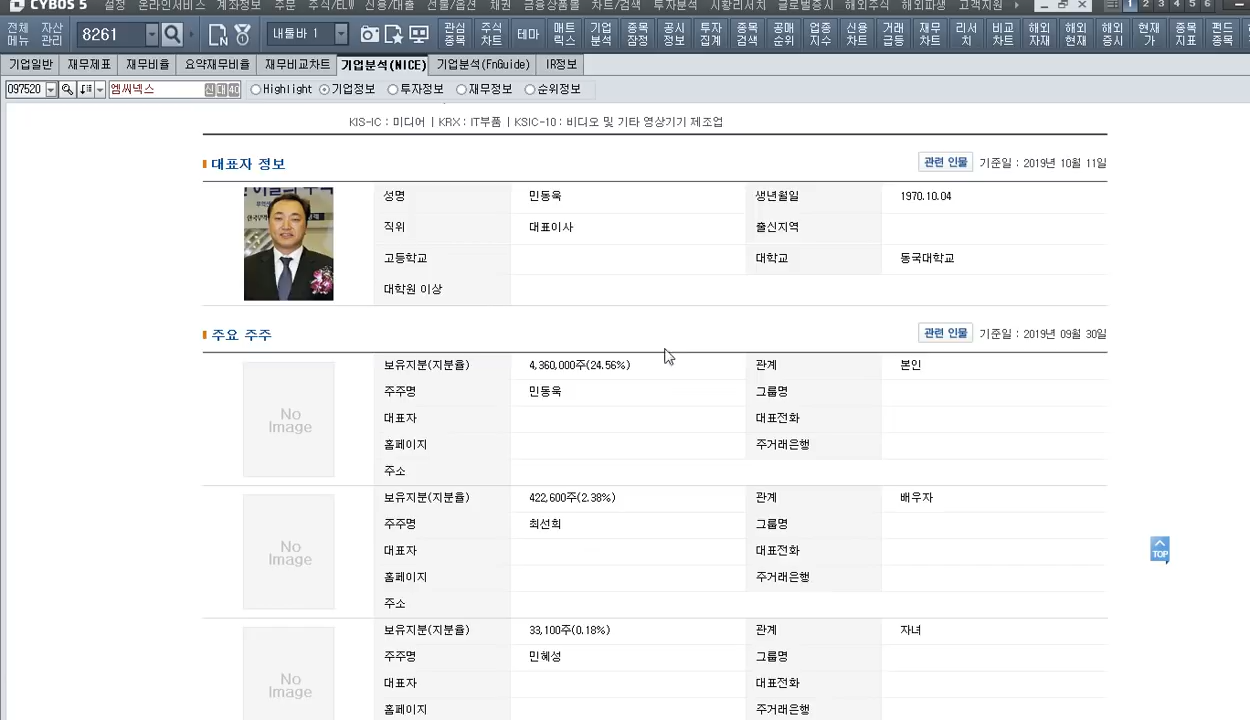 CYBOS 5 설정 온라인서비스 계좌정보 주문 주식/ELW 신용/대출 선물/옵션 채권 금융상품몰 차트/검색 투자분석 시황리서치 글로벌증시 해외주식 해외파생 고객지원 1 2 3 4 5 6
전체메뉴 자산관리 8261 내툴바 1 관심종목 주식차트 테마 매트릭스 기업분석 종목잠정 공시정보 투자집계 종목검색 공매순위 업종지수 신용차트 거래급등 재무차트 리서치 비교차트 해외자재 해외현재 해외증시 현재가 종목지표 펀드종목
기업일반 재무제표 재무비율 요약재무비율 재무비교차트 기업분석(NICE) 기업분석(FnGuide) IR정보
097520 엠씨넥스 신 대 40 Highlight 기업정보 투자정보 재무정보 순위정보
KIS-IC : 미디어 | KRX : IT부품 | KSIC-10 : 비디오 및 기타 영상기기 제조업
대표자 정보 관련 인물 기준일 : 2019년 10월 11일
성명 민동욱 생년월일 1970.10.04
직위 대표이사 출신지역
고등학교 대학교 동국대학교
대학원 이상
주요 주주 관련 인물 기준일 : 2019년 09월 30일
보유지분(지분율) 4,360,000주(24.56%) 관계 본인
주주명 민동욱 그룹명
No Image
대표자 대표전화
홈페이지 주거래은행
주소
보유지분(지분율) 422,600주(2.38%) 관계 배우자
주주명 최선희 그룹명
No Image
대표자 대표전화
홈페이지 주거래은행
주소
TOP
보유지분(지분율) 33,100주(0.18%) 관계 자녀
주주명 민혜성 그룹명
No Image
대표자 대표전화
홈페이지 주거래은행